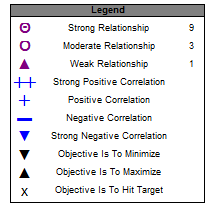 Legend
Θ Strong Relationship 9
Ο Moderate Relationship 3
▲ Weak Relationship 1
++ Strong Positive Correlation
+ Positive Correlation
▬ Negative Correlation
▼ Strong Negative Correlation
▼ Objective Is To Minimize
▲ Objective Is To Maximize
x Objective Is To Hit Target